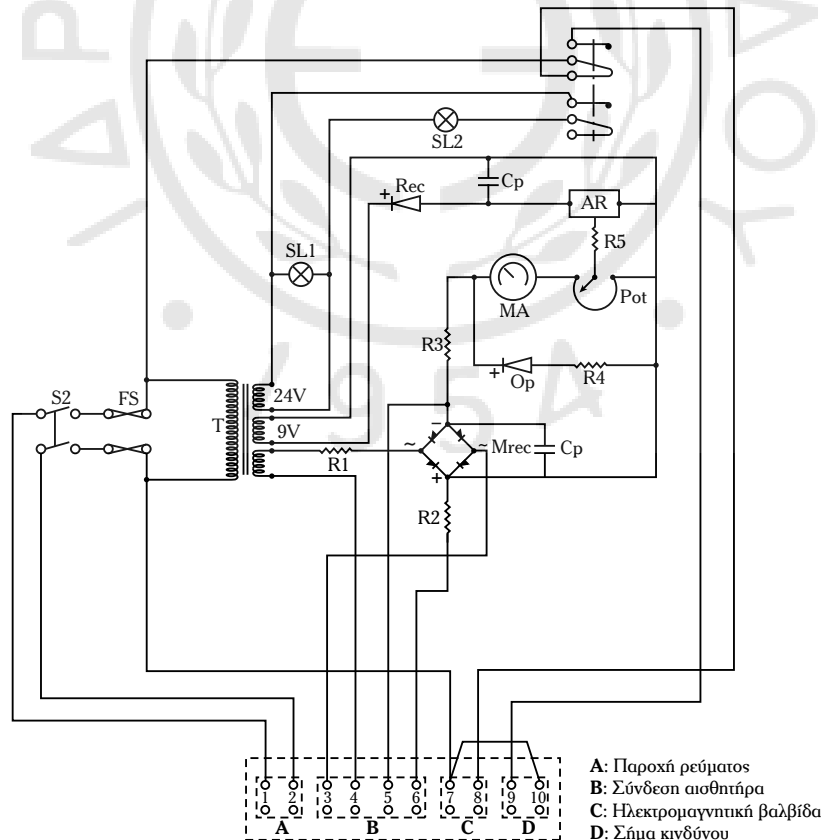 SL2
Rec
Cp
AR
R5
SL1
MA
Pot
R3
Op
R4
S2
FS
T
24V
9V
R1
~
−
~
Mrec
Cp
+
+
+
R2
1 2 3 4 5 6 7 8 9 10
A B C D
A: Παροχή ρεύματος
B: Σύνδεση αισθητήρα
C: Ηλεκτρομαγνητική βαλβίδα
D: Σήμα κινδύνου
1954